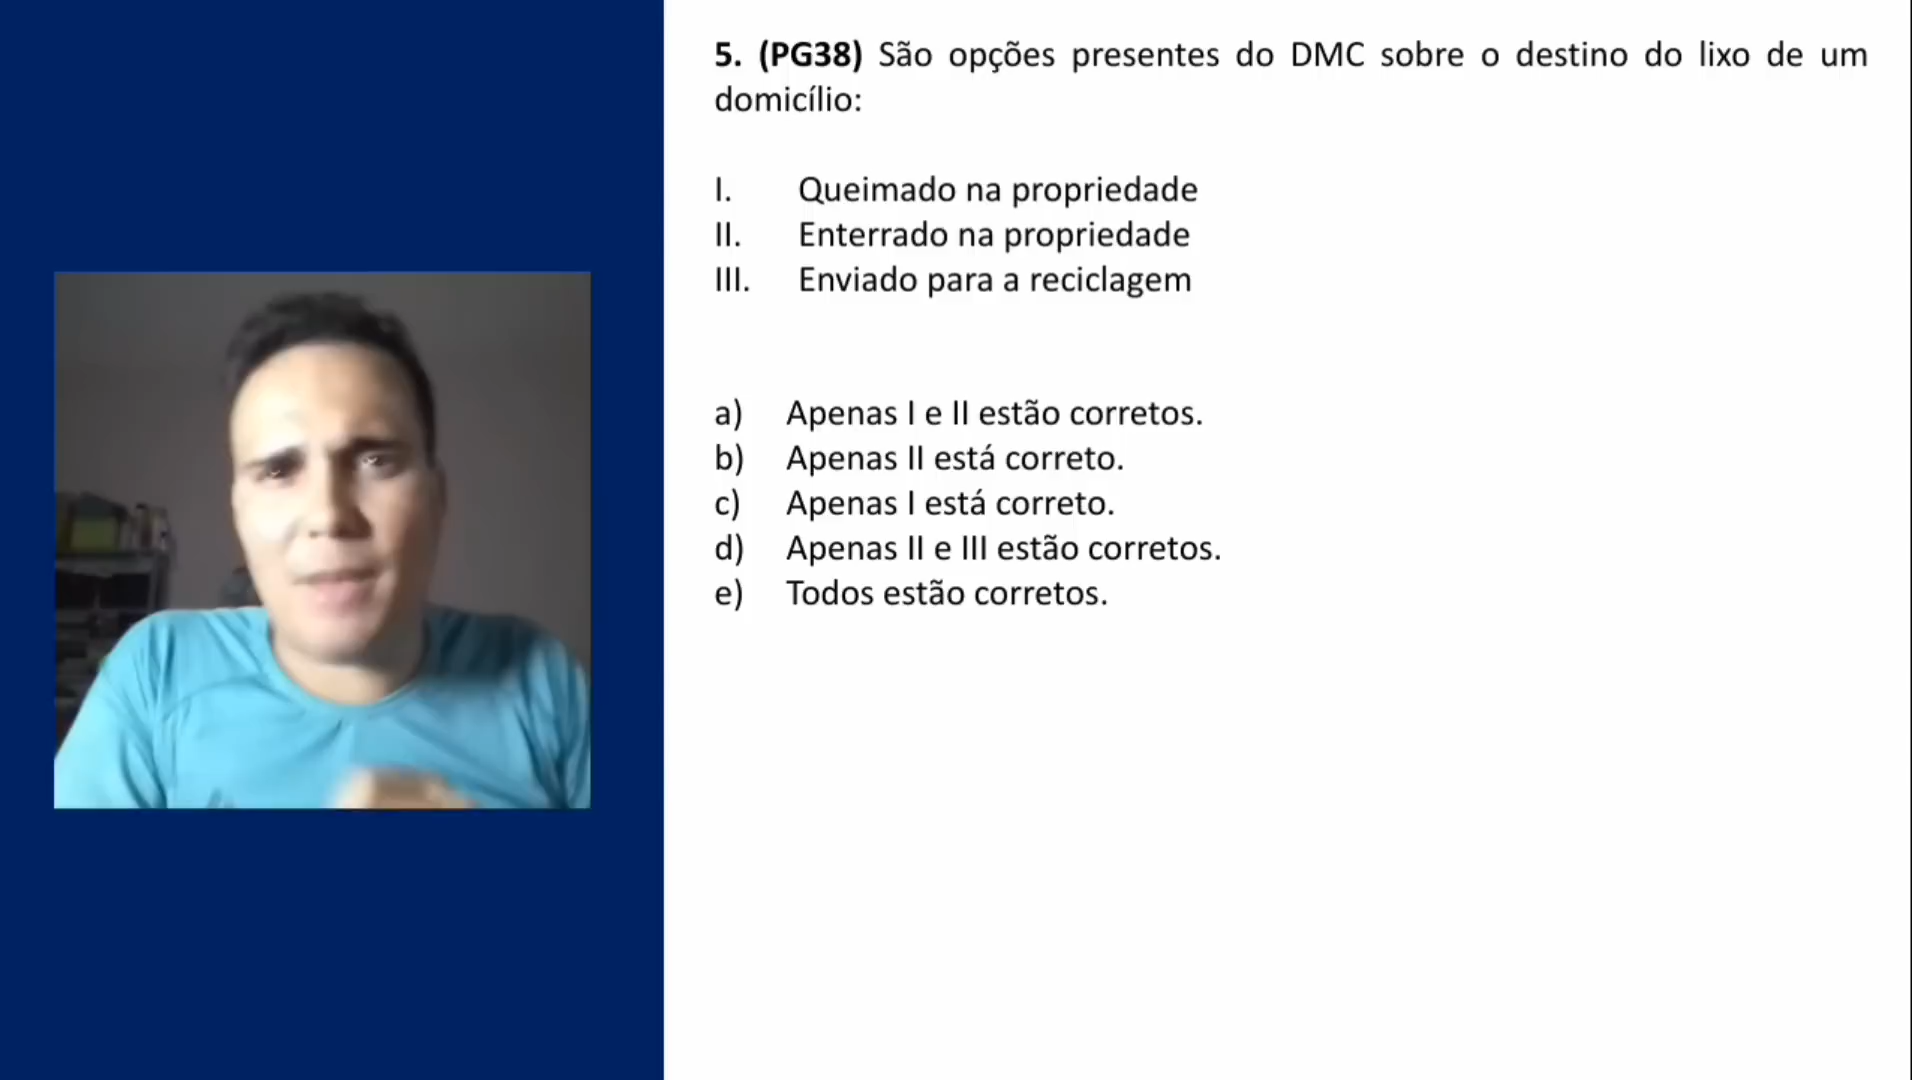 5. (PG38) São opções presentes do DMC sobre o destino do lixo de um
domicílio:
I. Queimado na propriedade
II. Enterrado na propriedade
III. Enviado para a reciclagem
a) Apenas I e II estão corretos.
b) Apenas II está correto.
c) Apenas I está correto.
d) Apenas II e III estão corretos.
e) Todos estão corretos.